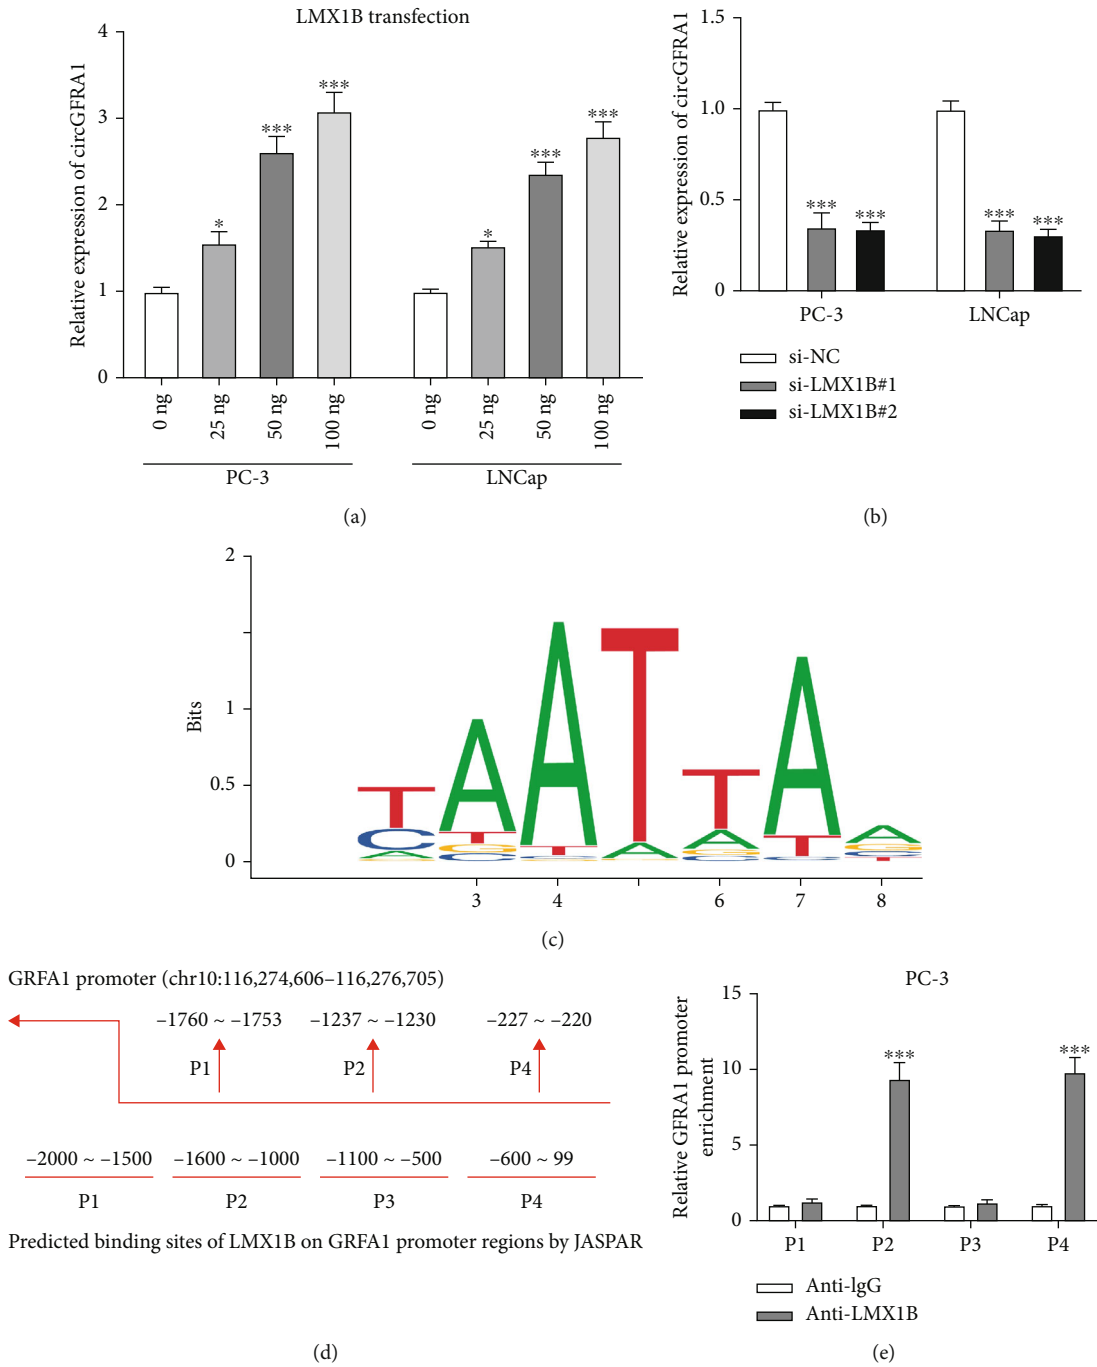 LMX1B transfection
Relative expression of circGFRA1
4
3
2
1
0
*
***
***
*
***
***
0 ng
25 ng
50 ng
100 ng
0 ng
25 ng
50 ng
100 ng
PC-3
LNCap
(a)
Relative expression of circGFRA1
1.5
1.0
0.5
0
***
***
***
***
PC-3
LNCap
si-NC
si-LMX1B#1
si-LMX1B#2
(b)
Bits
2
1
0.5
0
T A A T T A A
C T T A A T G
A G C G C C
G C C T
3 4 6 7 8
(c)
GRFA1 promoter (chr10:116,274,606–116,276,705)
–1760 ~ –1753
–1237 ~ –1230
–227 ~ –220
P1
P2
P4
–2000 ~ –1500
–1600 ~ –1000
–1100 ~ –500
–600 ~ 99
P1
P2
P3
P4
Predicted binding sites of LMX1B on GRFA1 promoter regions by JASPAR
(d)
PC-3
Relative GFRA1 promoter
enrichment
15
10
5
0
***
***
P1
P2
P3
P4
Anti-lgG
Anti-LMX1B
(e)